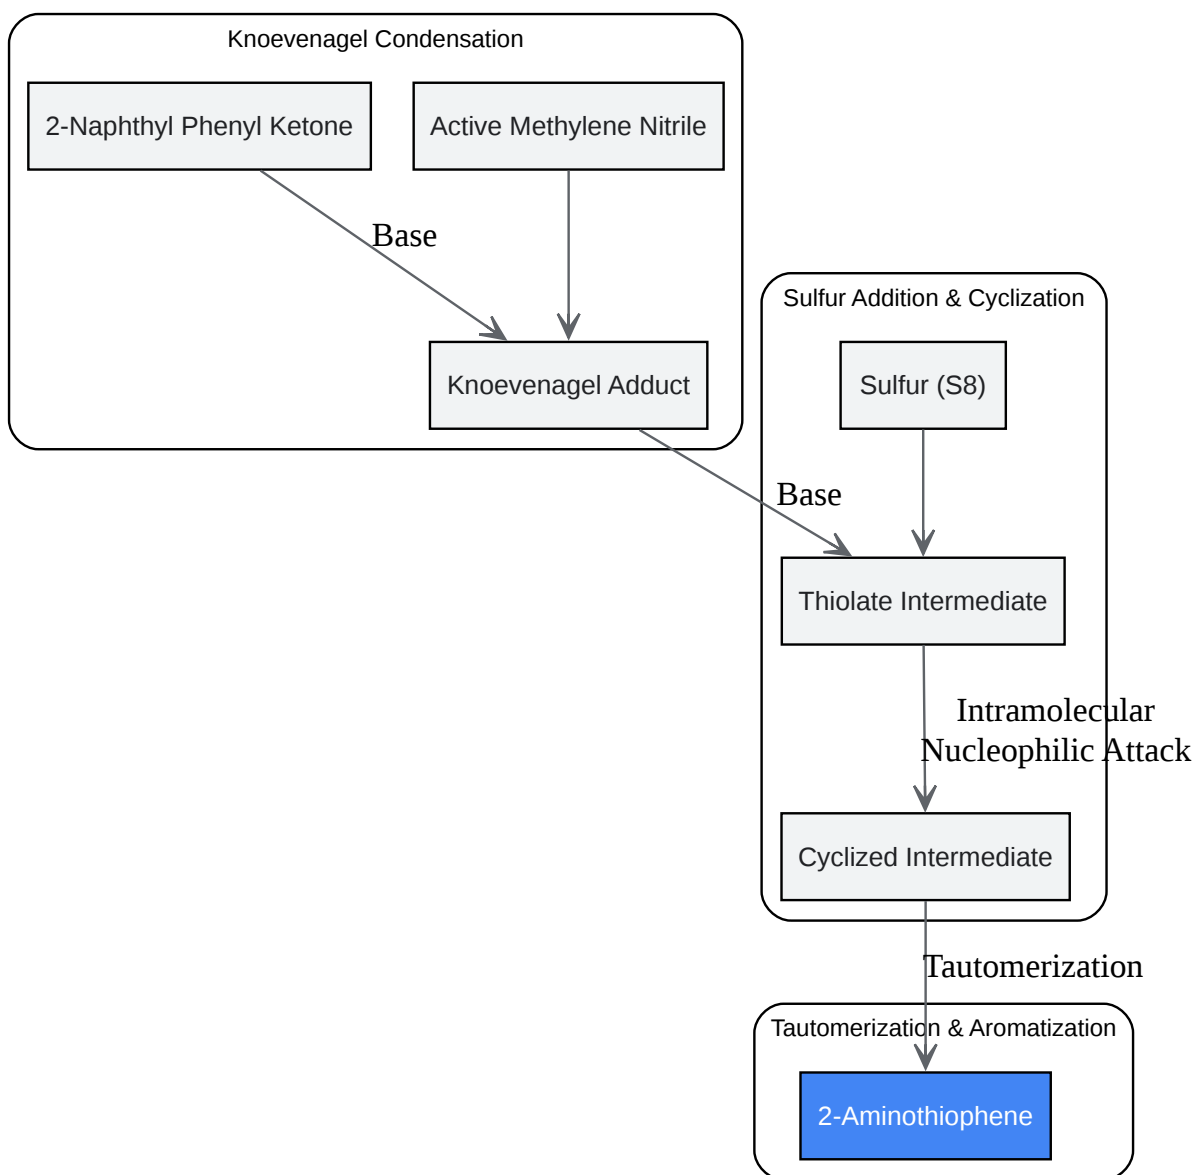 Knoevenagel Condensation
2-Naphthyl Phenyl Ketone
Active Methylene Nitrile
Base
Knoevenagel Adduct
Sulfur Addition & Cyclization
Sulfur (S8)
Base
Thiolate Intermediate
Intramolecular
Nucleophilic Attack
Cyclized Intermediate
Tautomerization
Tautomerization & Aromatization
2-Aminothiophene